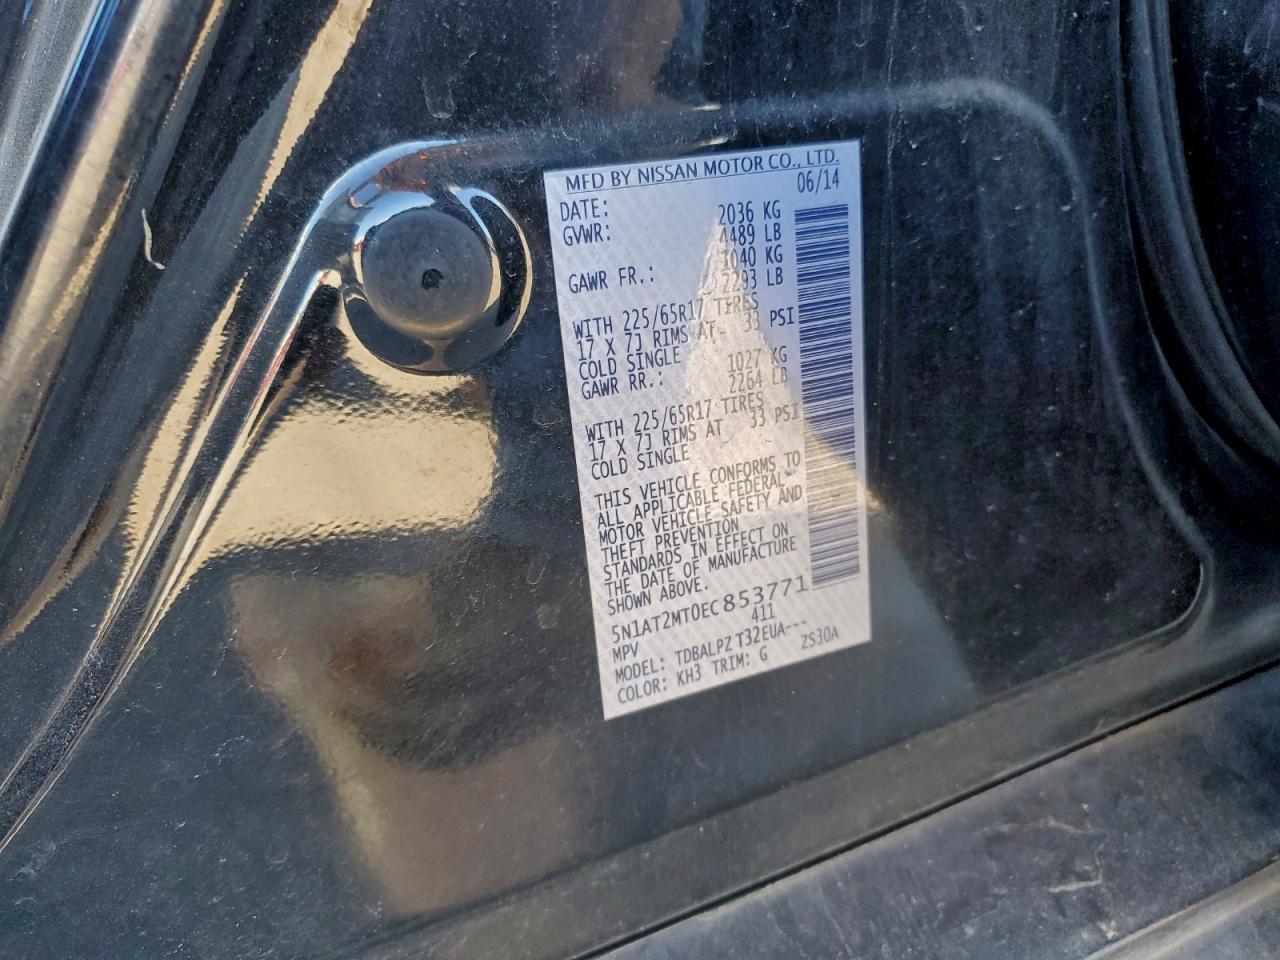 MFD BY NISSAN MOTOR CO., LTD.
DATE: 06/14
GVWR: 2036 KG
4489 LB
GAWR FR.: 1040 KG
2293 LB
WITH 225/65R17 TIRES
17 X 7J RIMS AT 33 PSI
COLD SINGLE
GAWR RR.: 1027 KG
2264 LB
WITH 225/65R17 TIRES
17 X 7J RIMS AT 33 PSI
COLD SINGLE
THIS VEHICLE CONFORMS TO
ALL APPLICABLE FEDERAL
MOTOR VEHICLE SAFETY AND
THEFT PREVENTION
STANDARDS IN EFFECT ON
THE DATE OF MANUFACTURE
SHOWN ABOVE.
5N1AT2MT0EC853771
MPV 411
MODEL: TDBALPZ T32EUA---
COLOR: KH3 TRIM: G ZS30A